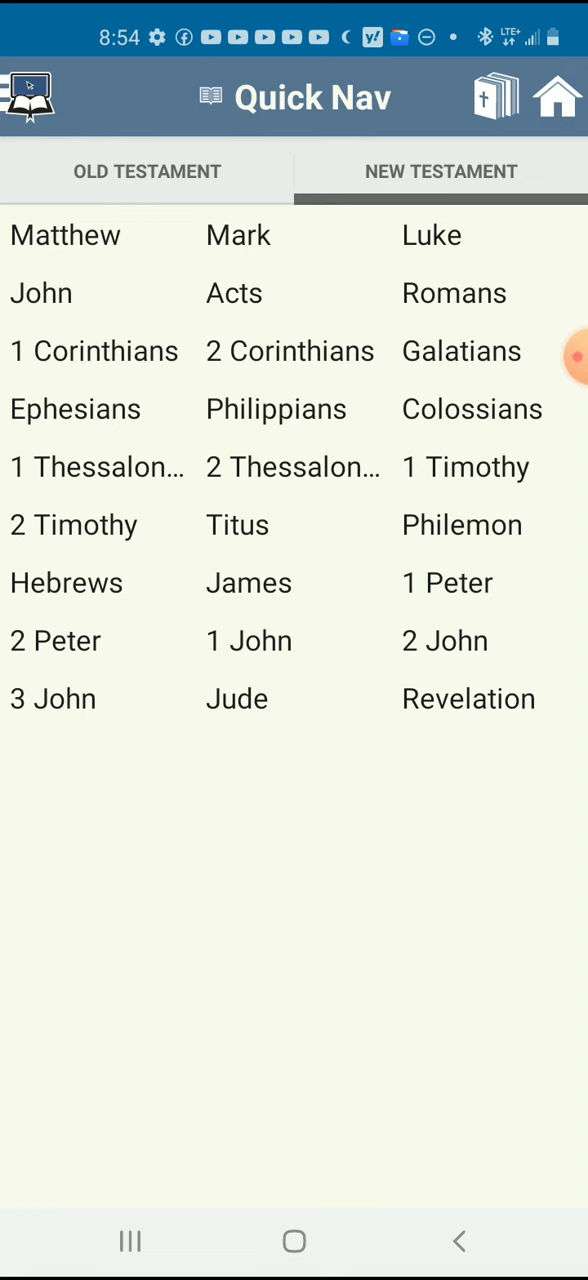 8:54 LTE+
Quick Nav
OLD TESTAMENT NEW TESTAMENT
Matthew Mark Luke
John Acts Romans
1 Corinthians 2 Corinthians Galatians
Ephesians Philippians Colossians
1 Thessalon... 2 Thessalon... 1 Timothy
2 Timothy Titus Philemon
Hebrews James 1 Peter
2 Peter 1 John 2 John
3 John Jude Revelation